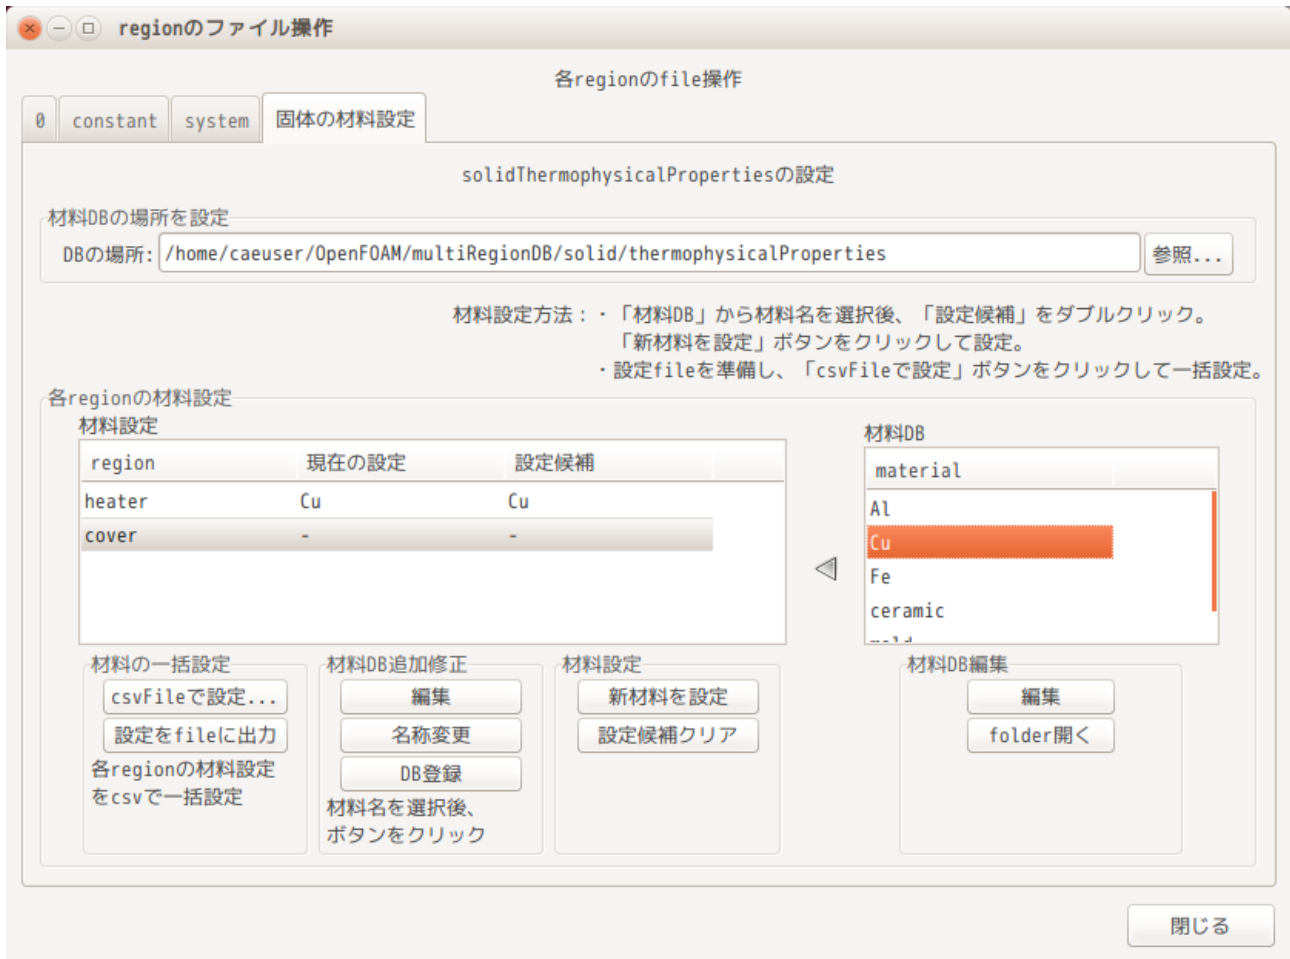 regionのファイル操作
各regionのfile操作
0 constant system 固体の材料設定
solidThermophysicalPropertiesの設定
材料DBの場所を設定
DBの場所: /home/caeuser/OpenFOAM/multiRegionDB/solid/thermophysicalProperties 参照...
材料設定方法：・「材料DB」から材料名を選択後、「設定候補」をダブルクリック。
「新材料を設定」ボタンをクリックして設定。
・設定fileを準備し、「csvFileで設定」ボタンをクリックして一括設定。
各regionの材料設定
材料設定
region 現在の設定 設定候補
heater Cu Cu
cover - -
材料DB
material
Al
Cu
Fe
ceramic
材料の一括設定
csvFileで設定...
設定をfileに出力
各regionの材料設定
をcsvで一括設定
材料DB追加修正
編集
名称変更
DB登録
材料名を選択後、
ボタンをクリック
材料設定
新材料を設定
設定候補クリア
材料DB編集
編集
folder開く
閉じる